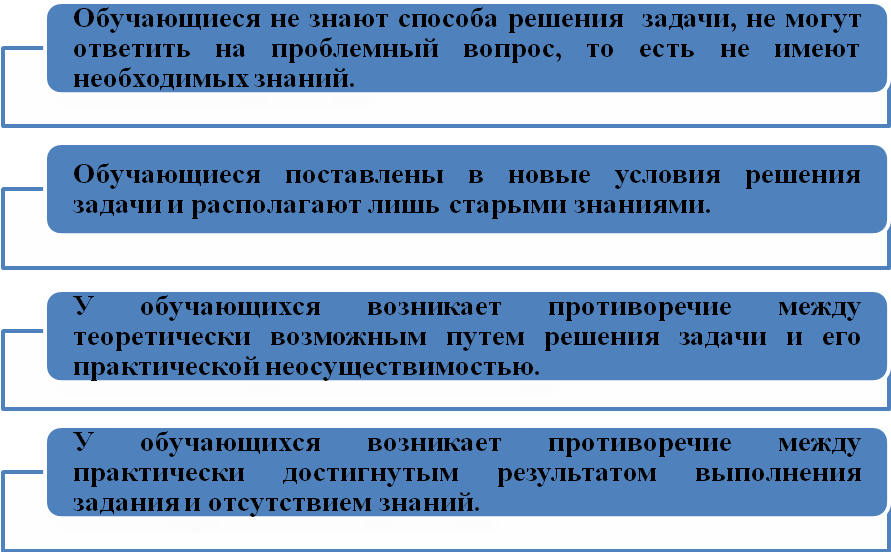 Обучающиеся не знают способа решения задачи, не могут
ответить на проблемный вопрос, то есть не имеют
необходимых знаний.
Обучающиеся поставлены в новые условия решения
задачи и располагают лишь старыми знаниями.
У обучающихся возникает противоречие между
теоретически возможным путем решения задачи и его
практической неосуществимостью.
У обучающихся возникает противоречие между
практически достигнутым результатом выполнения
задания и отсутствием знаний.